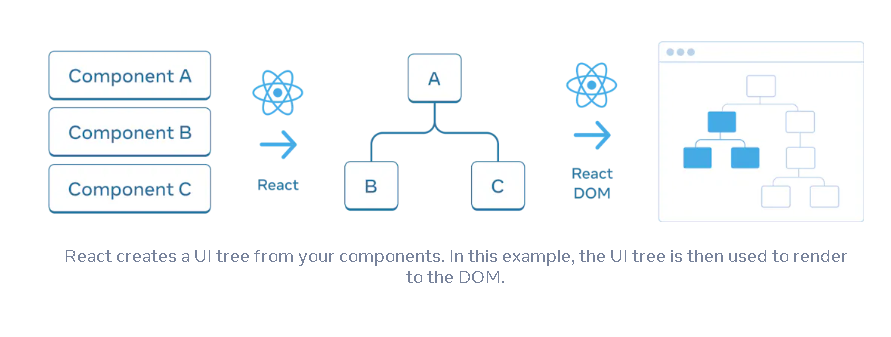 Component A
Component B
Component C
React
A
B
C
React
DOM
React creates a UI tree from your components. In this example, the UI tree is then used to render
to the DOM.